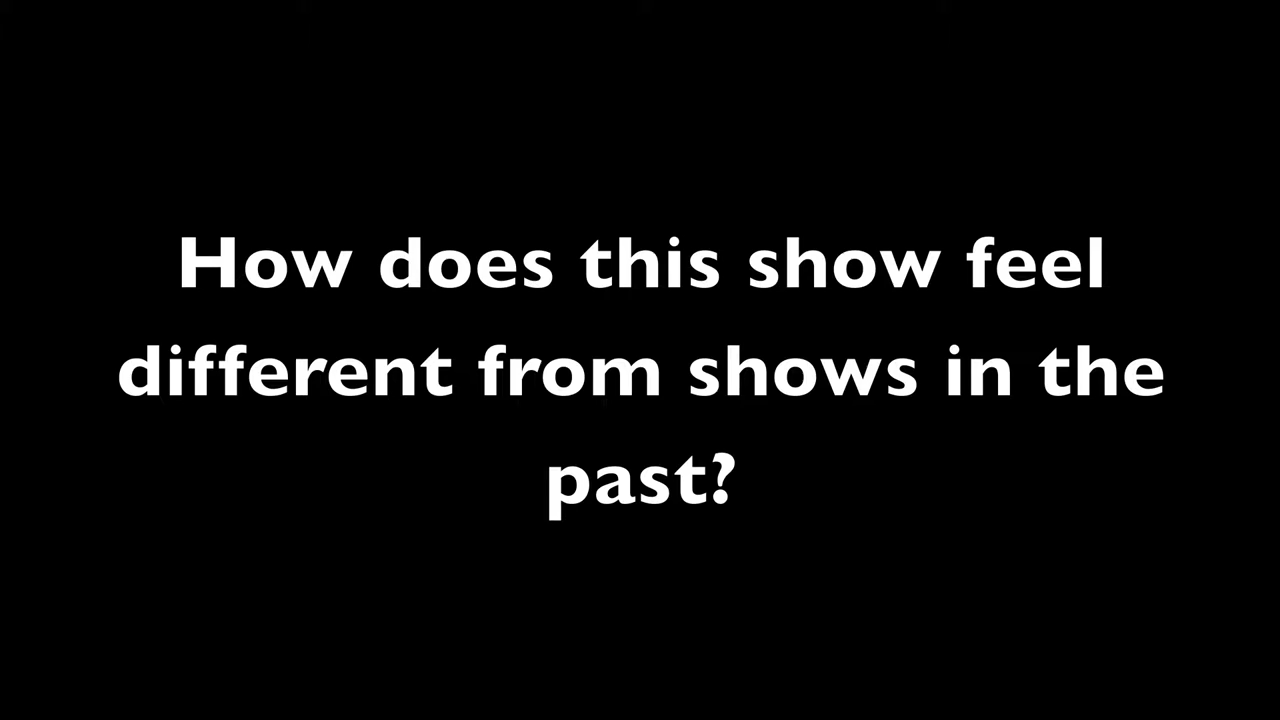 How does this show feel
different from shows in the
past?